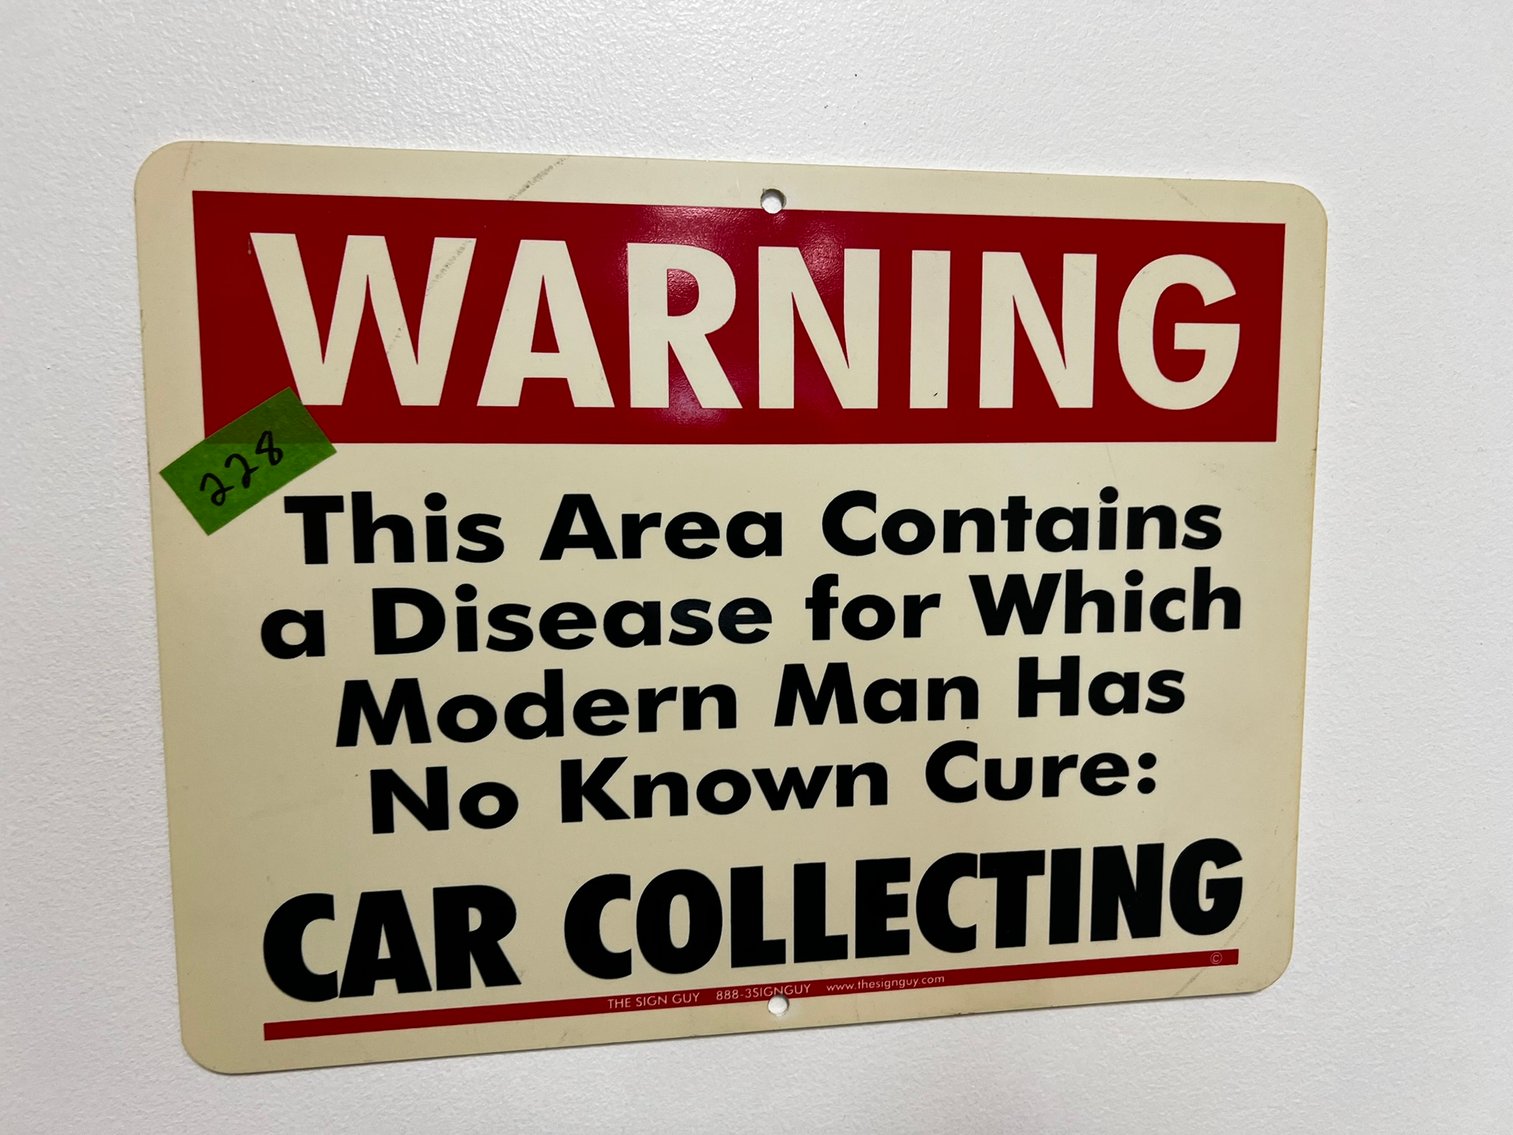 WARNING
228
This Area Contains
a Disease for Which
Modern Man Has
No Known Cure:
CAR COLLECTING
©
THE SIGN GUY 888-3SIGNGUY www.thesignguy.com